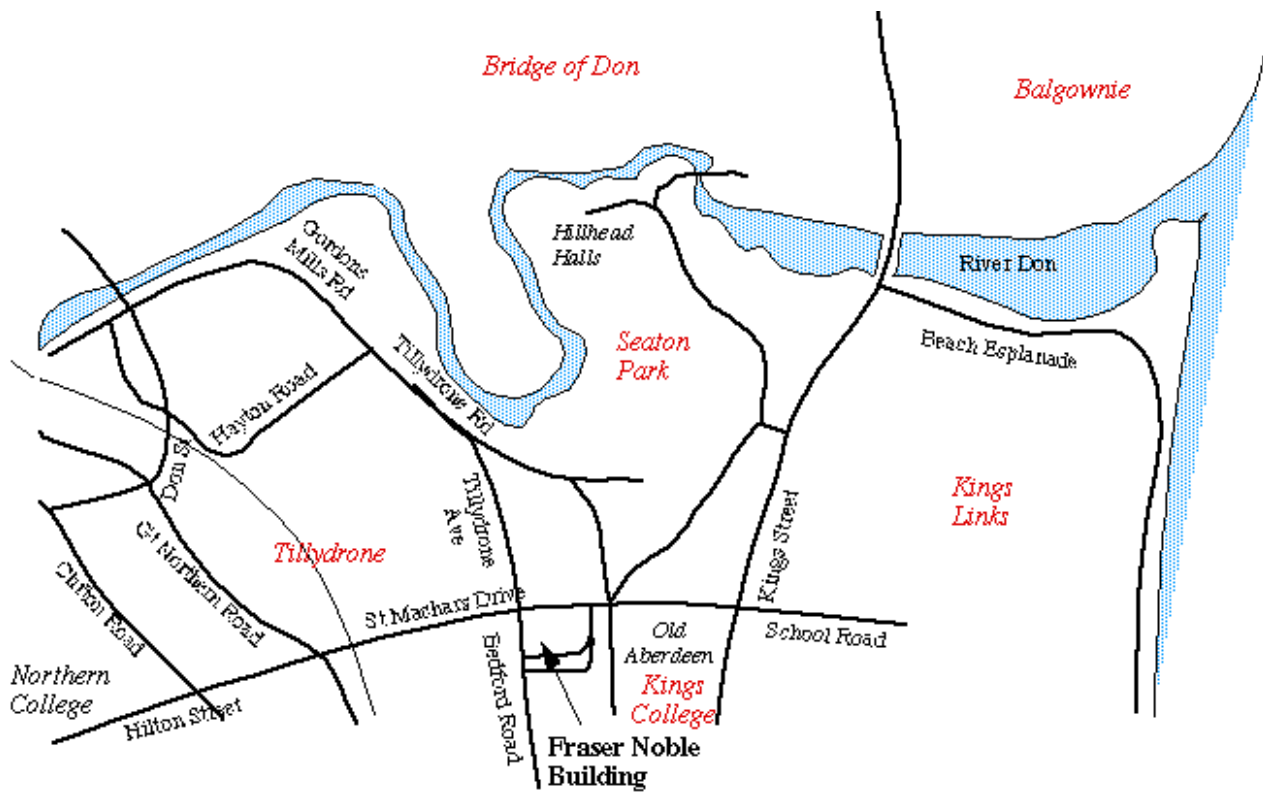 Bridge of Don
Balgownie
Gordons
Mills Rd
Hillhead
Halls
River Don
Beach Esplanade
Seaton
Park
Tillydrone Rd
Hayton Road
Don St
Tillydrone
Ave
Kings Street
Kings
Links
Gt Northern Road
Tillydrone
Clifton Road
St Machars Drive
School Road
Old
Aberdeen
Kings
College
Bedford Road
Northern
College
Hilton Street
Fraser Noble
Building